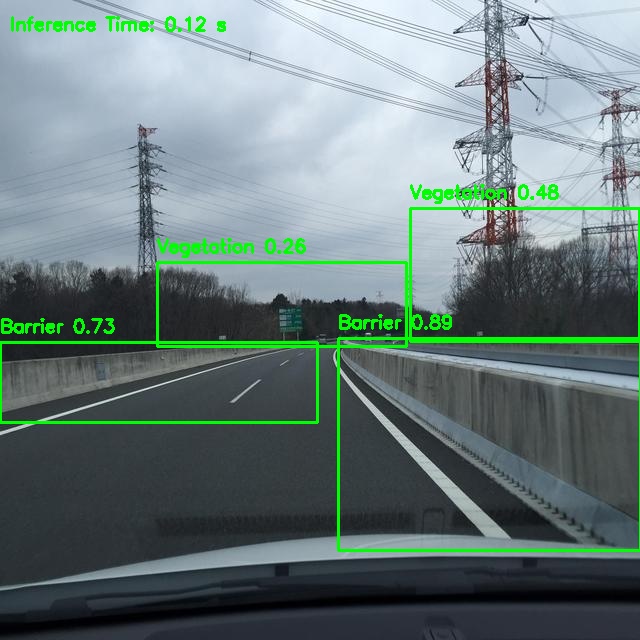 Inference Time: 0.12 s
Vegetation 0.48
Vegetation 0.26
Barrier 0.73
Barrier 0.89